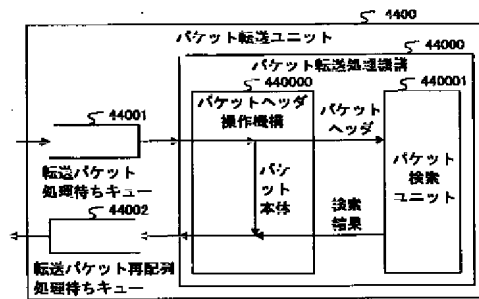 4400
パケット転送ユニット
44000
パケット転送処理機構
440000
440001
44001
パケットヘッダ
操作機構
パケット
ヘッダ
パケット
検索
ユニット
転送パケット
処理待ちキュー
パケ
ット
本体
44002
検索
結果
転送パケット再配列
処理待ちキュー